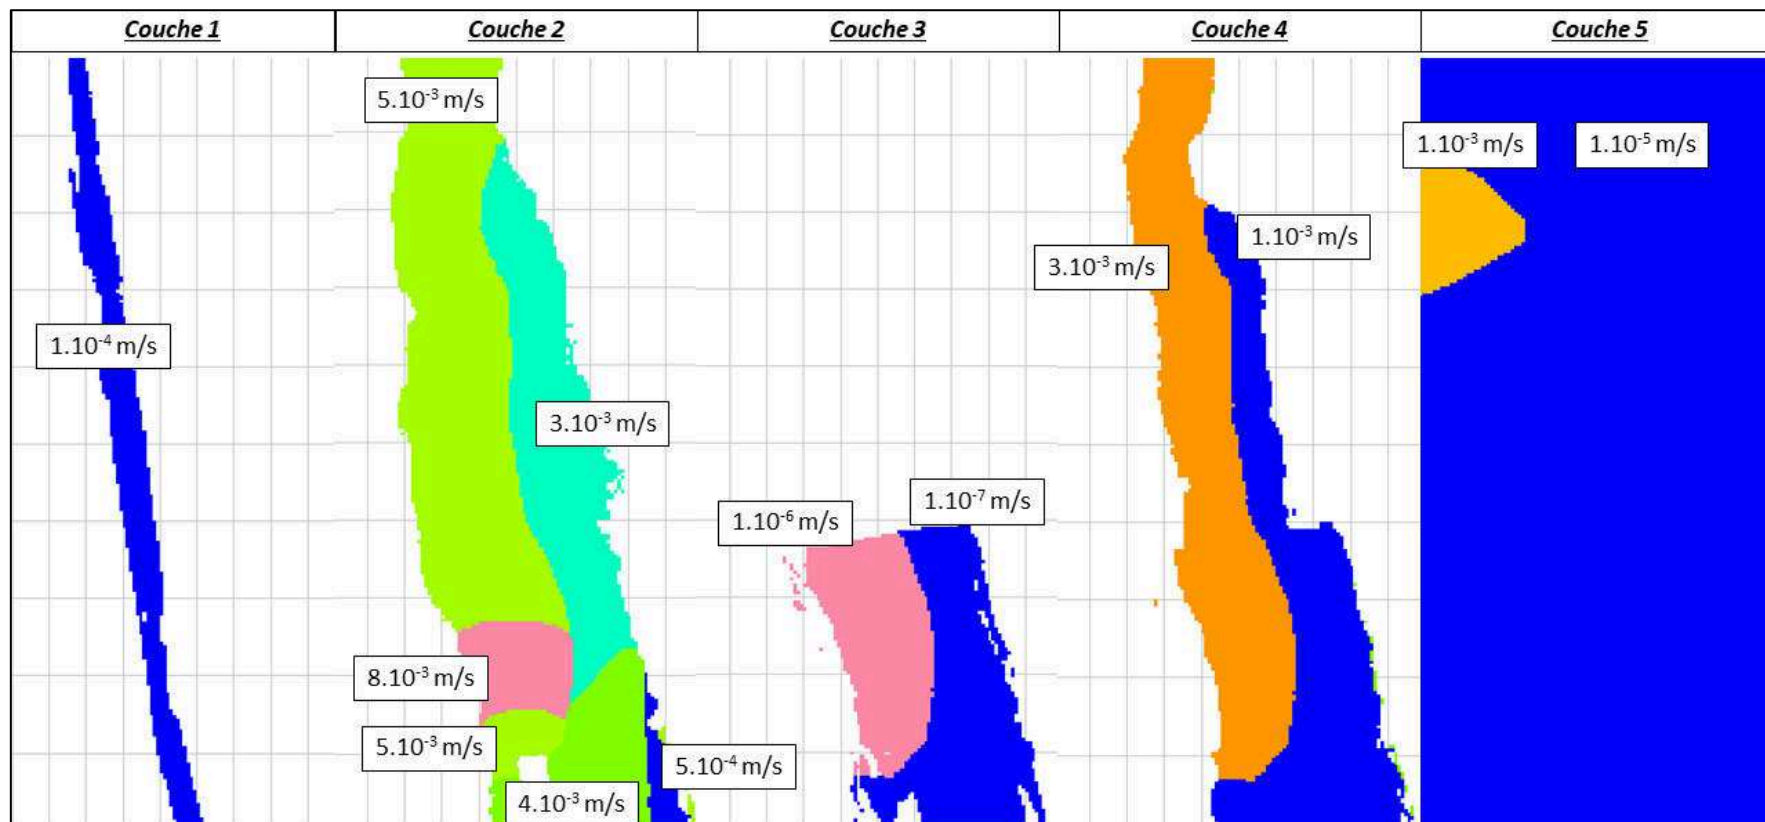 Couche 1 Couche 2 Couche 3 Couche 4 Couche 5
5.10⁻³ m/s
1.10⁻³ m/s 1.10⁻⁵ m/s
1.10⁻³ m/s
3.10⁻³ m/s
1.10⁻⁴ m/s
3.10⁻³ m/s
1.10⁻⁷ m/s
1.10⁻⁶ m/s
8.10⁻³ m/s
5.10⁻³ m/s
5.10⁻⁴ m/s
4.10⁻³ m/s